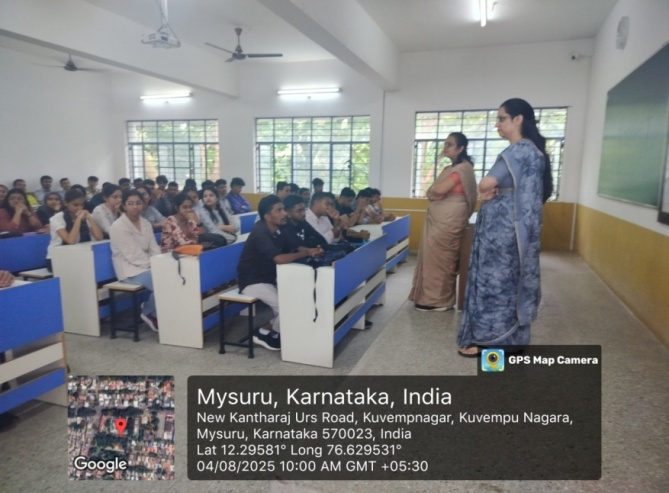 GPS Map Camera
Mysuru, Karnataka, India
New Kantharaj Urs Road, Kuvempnagar, Kuvempu Nagara,
Mysuru, Karnataka 570023, India
Lat 12.29581° Long 76.629531°
04/08/2025 10:00 AM GMT +05:30
Google